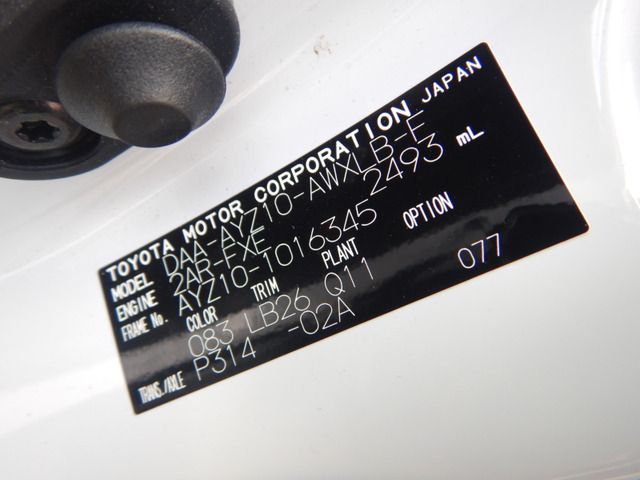 TOYOTA MOTOR CORPORATION JAPAN
MODEL DAA-AYZ10-AWXLB-F
ENGINE 2AR-FXE 2493 mL
FRAME No. AYZ10-1016345
COLOR TRIM PLANT OPTION
083 LB26 Q11 077
TRANS./AXLE P314 -02A